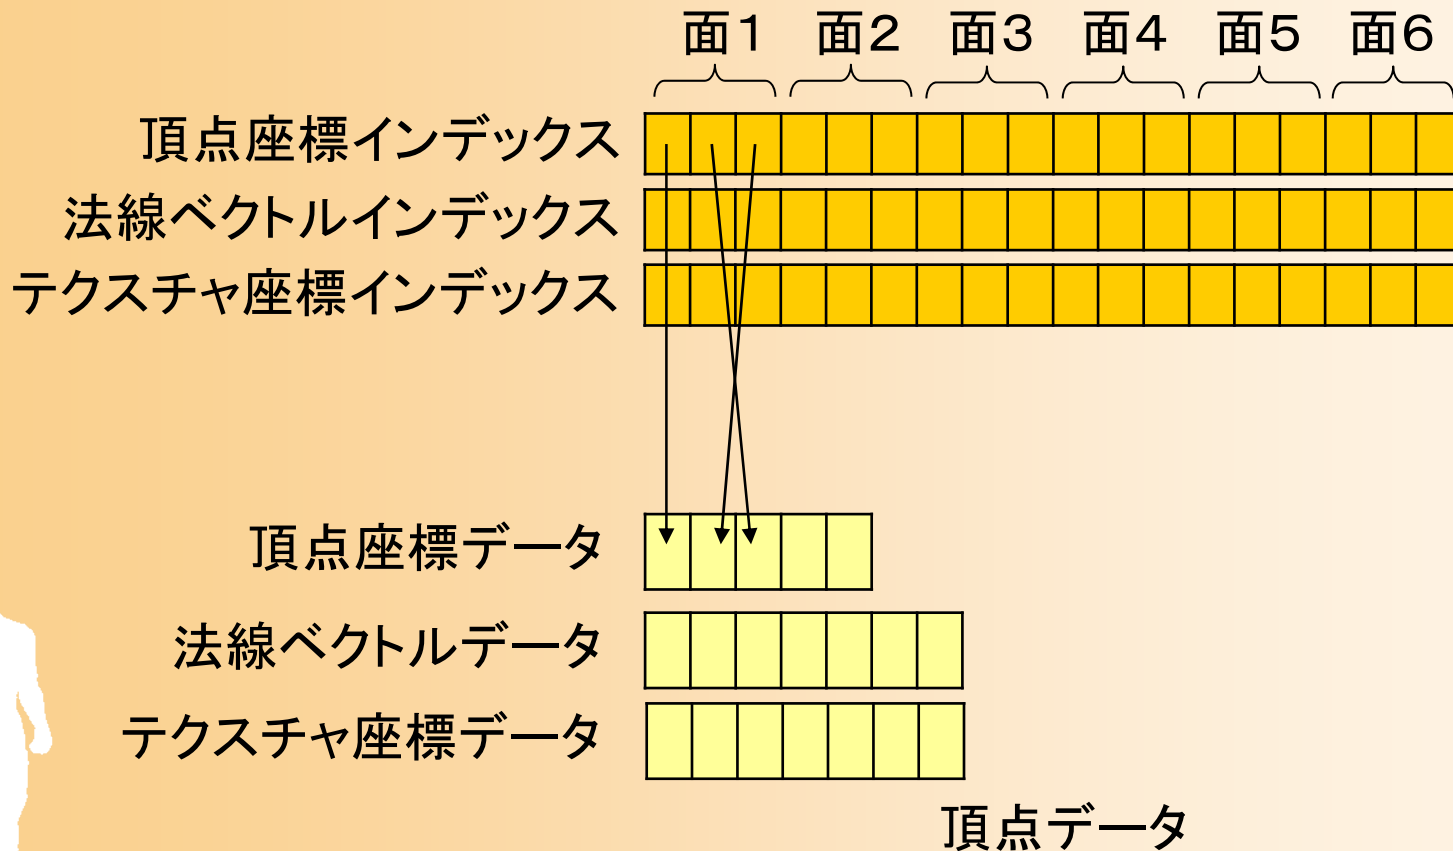 面1 面2 面3 面4 面5 面6
頂点座標インデックス
法線ベクトルインデックス
テクスチャ座標インデックス
頂点座標データ
法線ベクトルデータ
テクスチャ座標データ
頂点データ